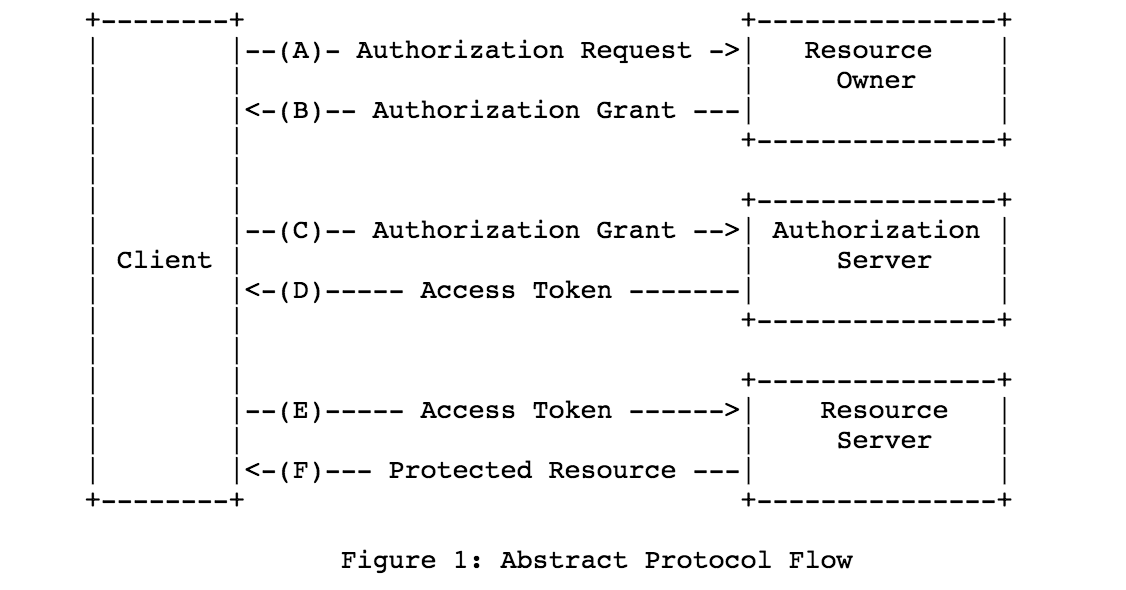 +--------+                               +---------------+
|        |--(A)- Authorization Request ->|   Resource    |
|        |                               |     Owner     |
|        |<-(B)-- Authorization Grant ---|               |
|        |                               +---------------+
|        |
|        |                               +---------------+
|        |--(C)-- Authorization Grant -->| Authorization |
| Client |                               |     Server    |
|        |<-(D)----- Access Token -------|               |
|        |                               +---------------+
|        |
|        |                               +---------------+
|        |--(E)----- Access Token ------>|    Resource   |
|        |                               |     Server    |
|        |<-(F)--- Protected Resource ---|               |
+--------+                               +---------------+
Figure 1: Abstract Protocol Flow